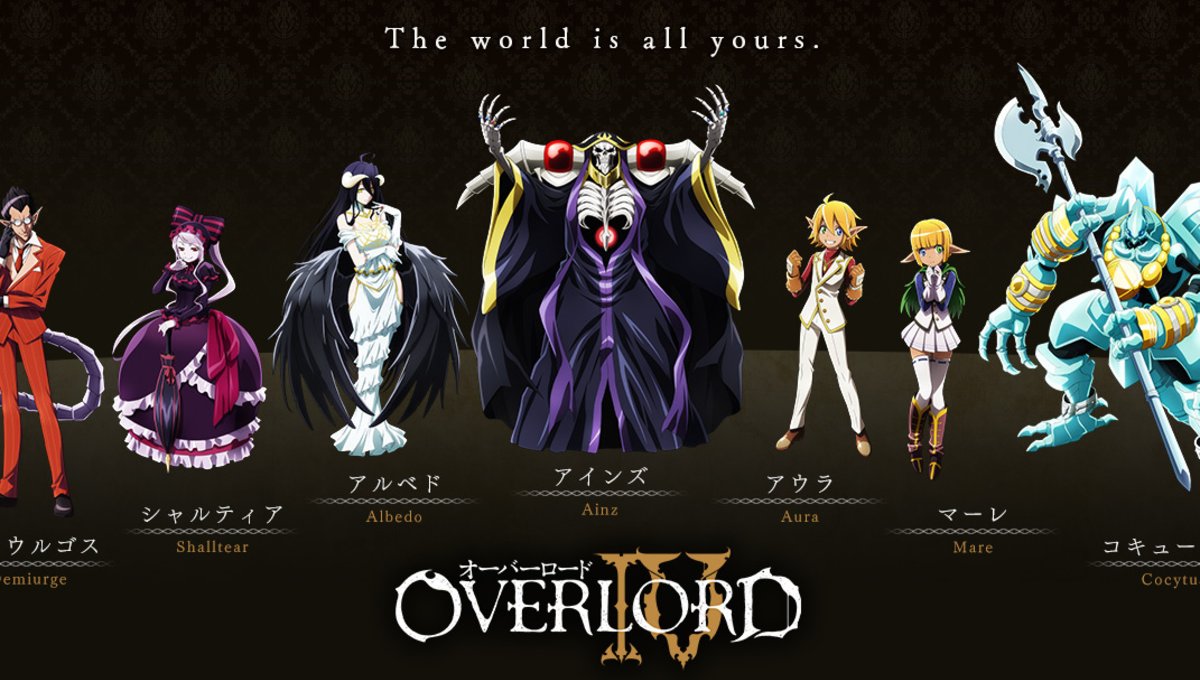 The world is all yours.
ウルゴス
emiurge
シャルティア
Shalltear
アルベド
Albedo
アインズ
Ainz
アウラ
Aura
マーレ
Mare
コキュー
Cocytu
オーバーロード
OVERLORD IV